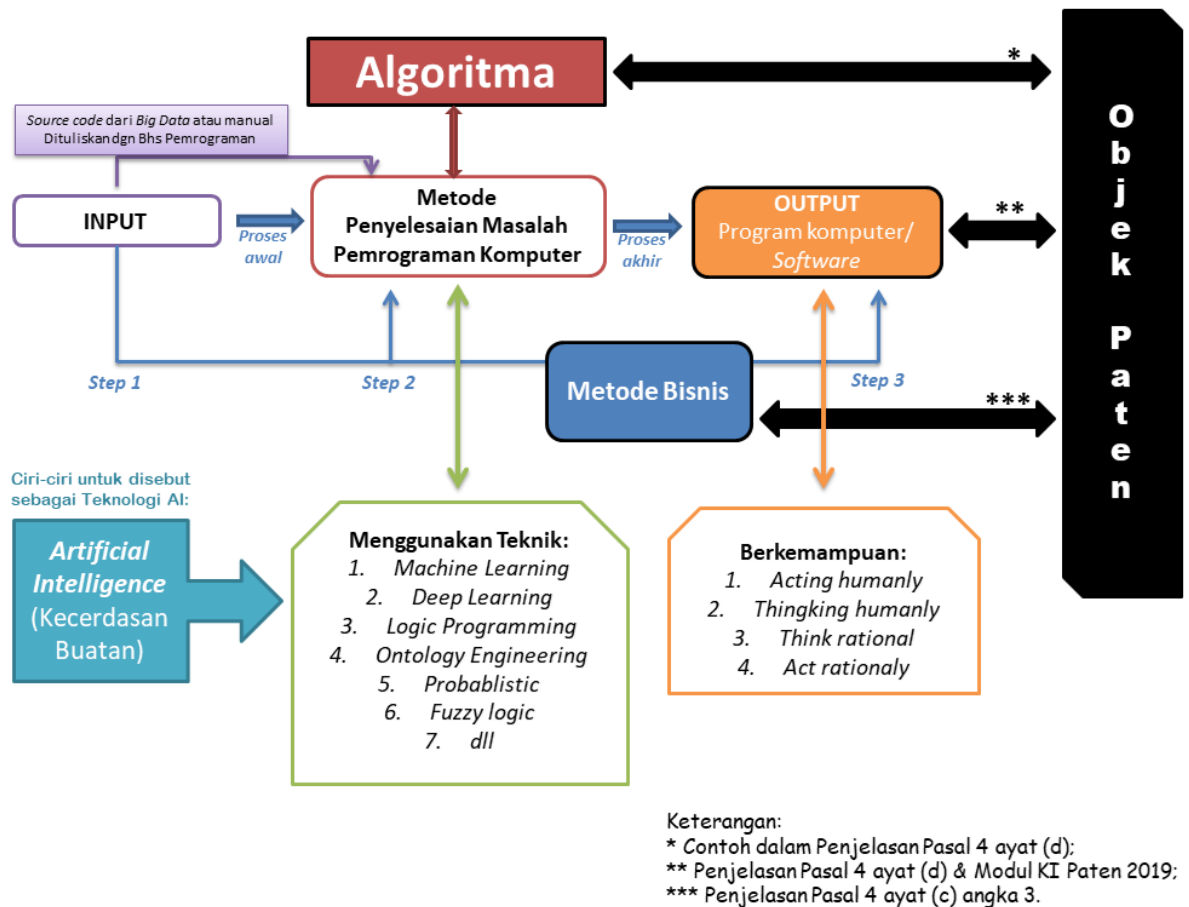 Algoritma
*
Source code dari Big Data atau manual
Dituliskan dgn Bhs Pemrograman
INPUT
Proses
awal
Metode
Penyelesaian Masalah
Pemrograman Komputer
Proses
akhir
OUTPUT
Program komputer/
Software
**
Objek Paten
Step 1
Step 2
Metode Bisnis
Step 3
***
Ciri-ciri untuk disebut
sebagai Teknologi AI:
Artificial
Intelligence
(Kecerdasan
Buatan)
Menggunakan Teknik:
1. Machine Learning
2. Deep Learning
3. Logic Programming
4. Ontology Engineering
5. Probablistic
6. Fuzzy logic
7. dll
Berkemampuan:
1. Acting humanly
2. Thingking humanly
3. Think rational
4. Act rationaly
Keterangan:
* Contoh dalam Penjelasan Pasal 4 ayat (d);
** Penjelasan Pasal 4 ayat (d) & Modul KI Paten 2019;
*** Penjelasan Pasal 4 ayat (c) angka 3.